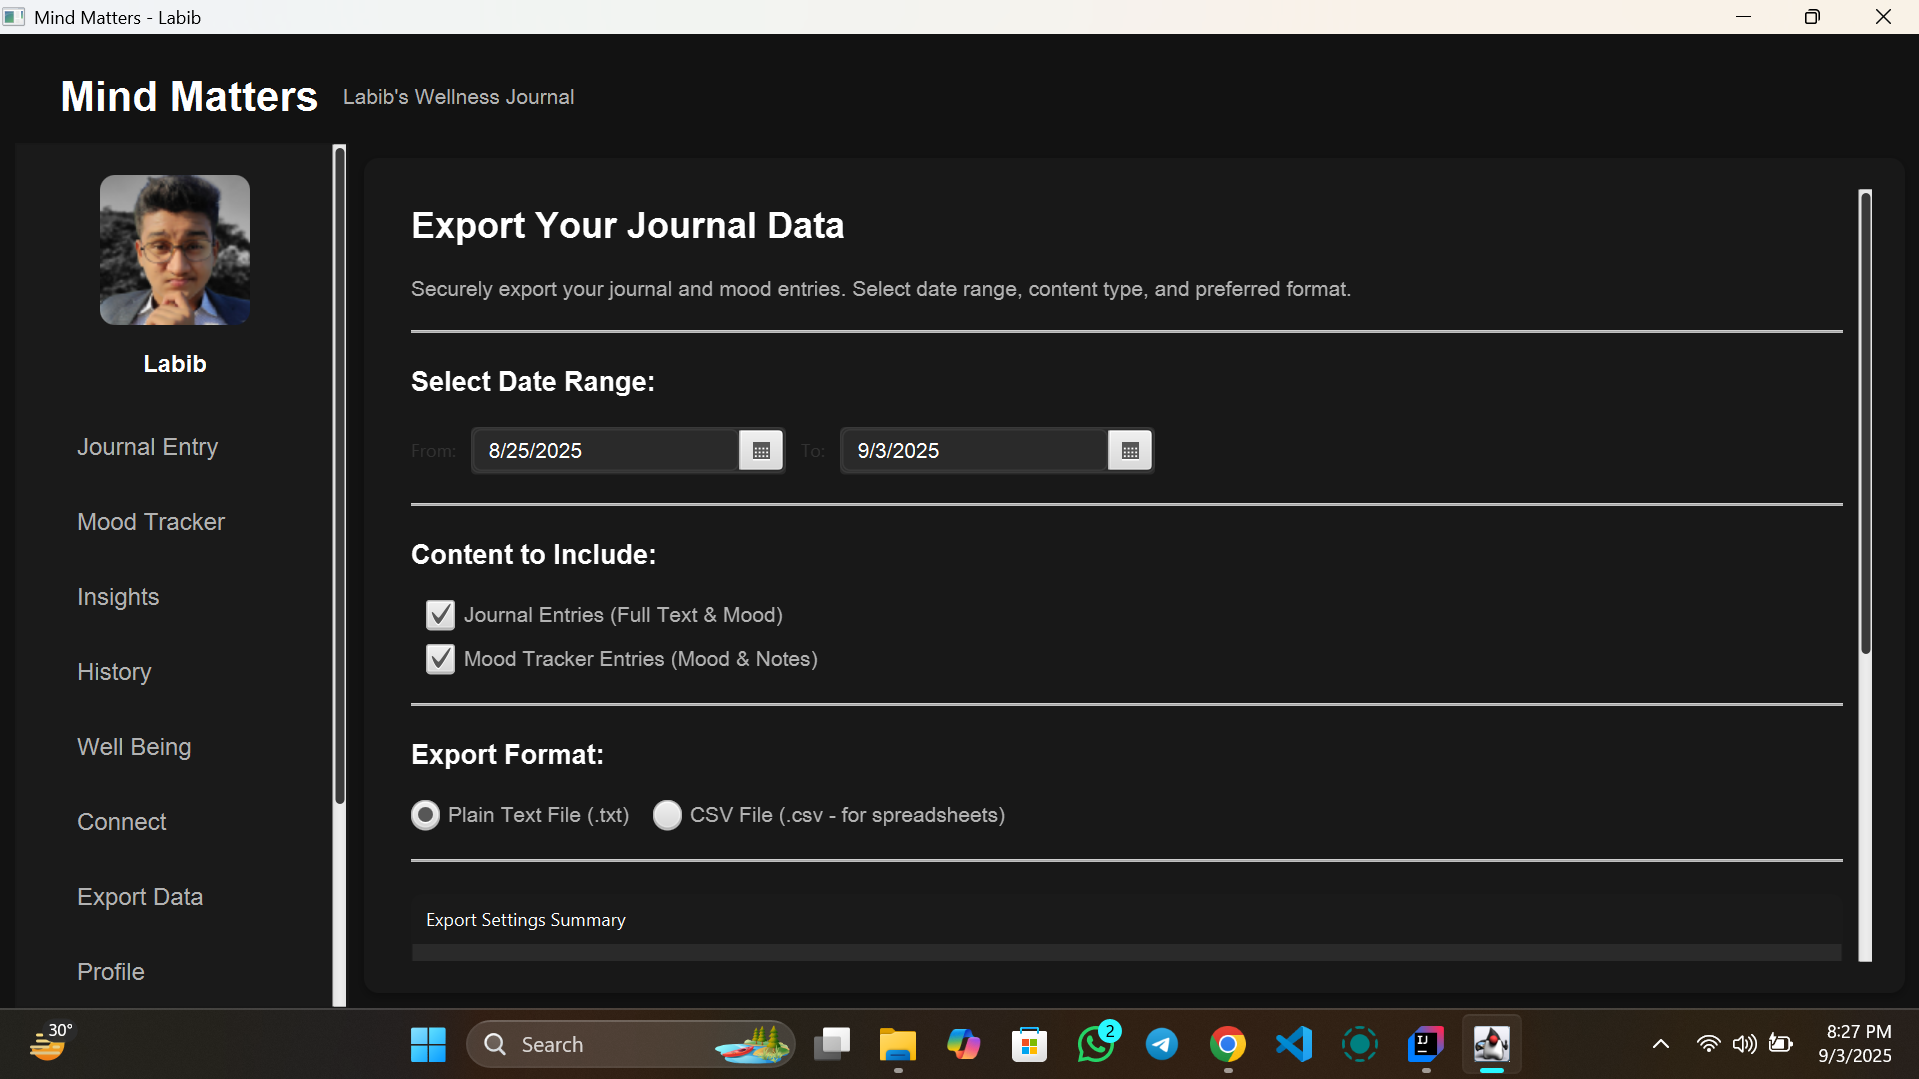 Mind Matters - Labib
Mind Matters Labib's Wellness Journal
Labib
Journal Entry
Mood Tracker
Insights
History
Well Being
Connect
Export Data
Profile
Export Your Journal Data
Securely export your journal and mood entries. Select date range, content type, and preferred format.
Select Date Range:
From: 8/25/2025 To: 9/3/2025
Content to Include:
Journal Entries (Full Text & Mood)
Mood Tracker Entries (Mood & Notes)
Export Format:
Plain Text File (.txt) CSV File (.csv - for spreadsheets)
Export Settings Summary
30°
Search
2
IJ
8:27 PM
9/3/2025